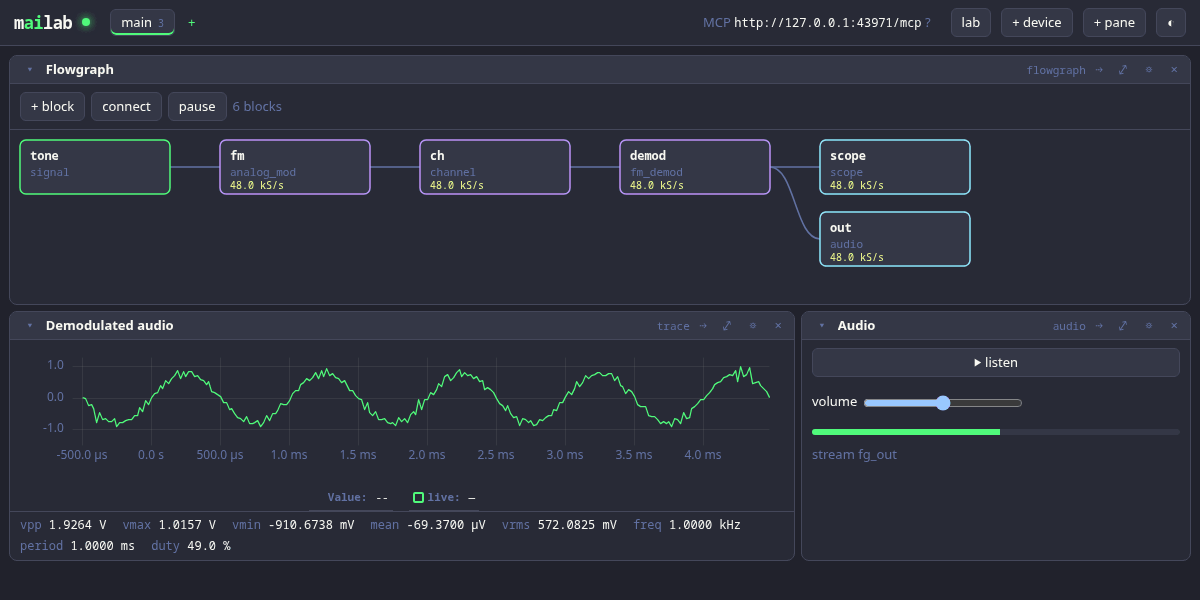 mailab main 3 + MCP http://127.0.0.1:43971/mcp ? lab + device + pane
Flowgraph flowgraph
+ block connect pause 6 blocks
tone
signal
fm
analog_mod
48.0 kS/s
ch
channel
48.0 kS/s
demod
fm_demod
48.0 kS/s
scope
scope
48.0 kS/s
out
audio
48.0 kS/s
Demodulated audio trace
1.0
0.0
-1.0
-500.0 µs 0.0 s 500.0 µs 1.0 ms 1.5 ms 2.0 ms 2.5 ms 3.0 ms 3.5 ms 4.0 ms
Value: -- live: —
vpp 1.9264 V vmax 1.0157 V vmin -910.6738 mV mean -69.3700 µV vrms 572.0825 mV freq 1.0000 kHz
period 1.0000 ms duty 49.0 %
Audio audio
listen
volume
stream fg_out